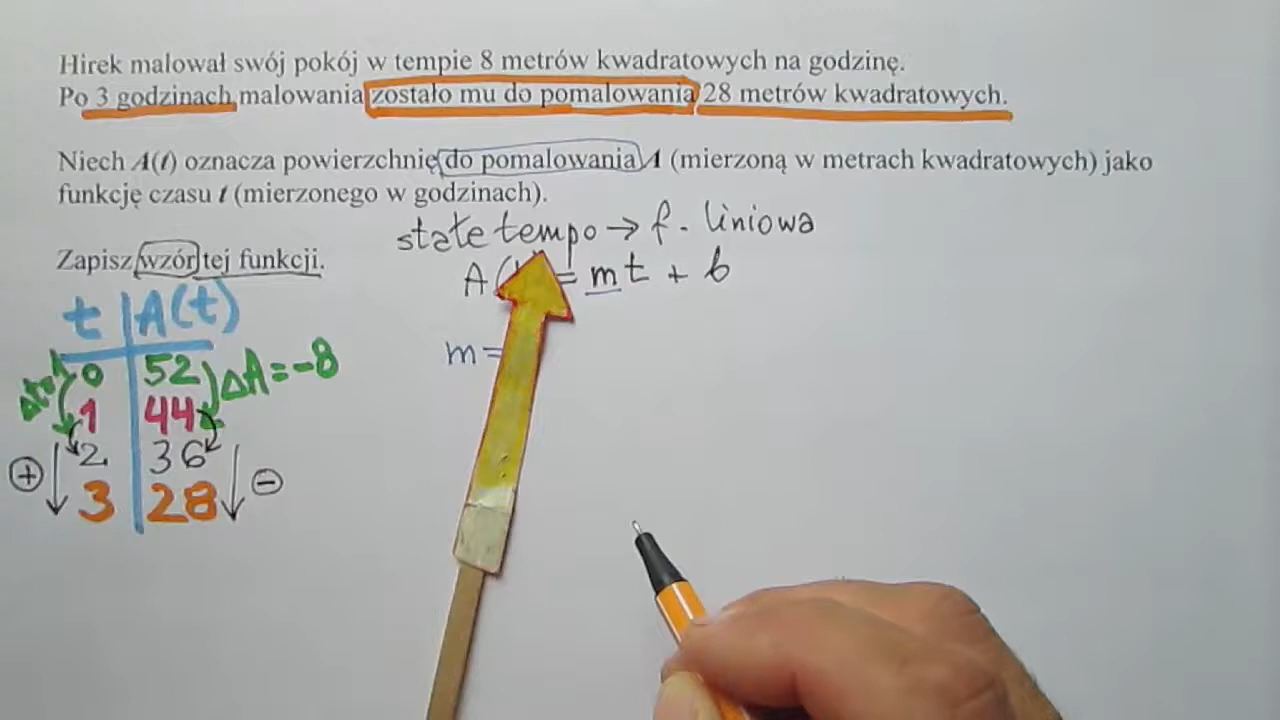 Hirek malował swój pokój w tempie 8 metrów kwadratowych na godzinę.
Po 3 godzinach malowania zostało mu do pomalowania 28 metrów kwadratowych.
Niech A(t) oznacza powierzchnię do pomalowania A (mierzoną w metrach kwadratowych) jako
funkcję czasu t (mierzonego w godzinach).
stałe tempo → f. liniowa
Zapisz wzór tej funkcji.
A( = mt + b
t A(t)
m=
0 52 ΔA=-8
1 44
2 36
+ −
3 28